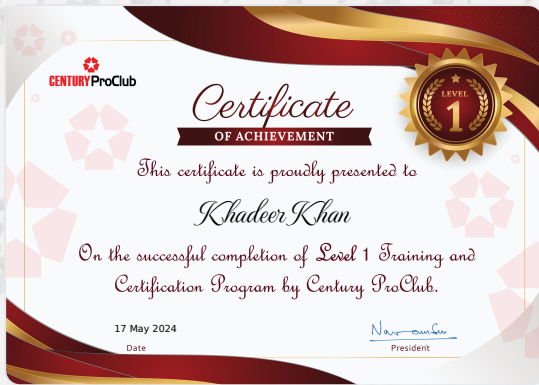 CENTURY ProClub
Certificate
OF ACHIEVEMENT
LEVEL
1
This certificate is proudly presented to
Khadeer Khan
On the successful completion of Level 1 Training and
Certification Program by Century ProClub.
17 May 2024
Date
President